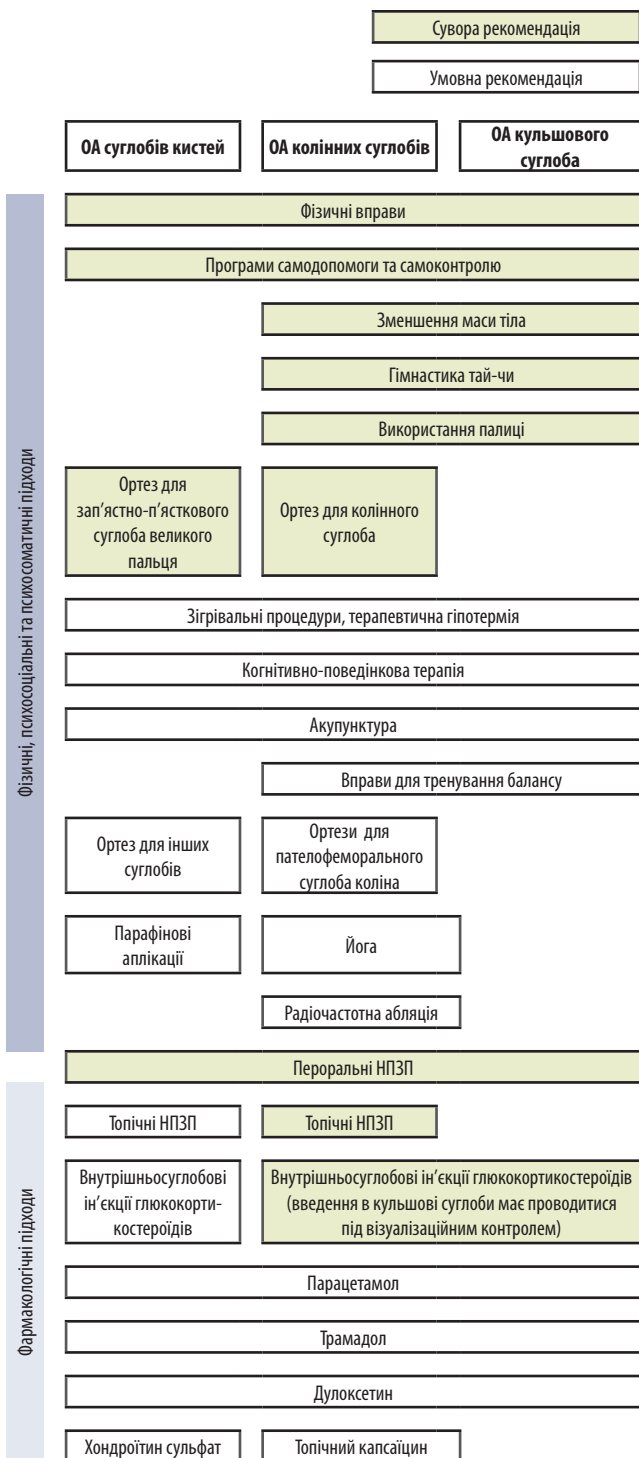 Сувора рекомендація
Умовна рекомендація
ОА суглобів кистей
ОА колінних суглобів
ОА кульшового
суглоба
Фізичні, психосоціальні та психосоматичні підходи
Фізичні вправи
Програми самодопомоги та самоконтролю
Зменшення маси тіла
Гімнастика тай-чи
Використання палиці
Ортез для
зап’ястно-п’ясткового
суглоба великого
пальця
Ортез для колінного
суглоба
Зігрівальні процедури, терапевтична гіпотермія
Когнітивно-поведінкова терапія
Акупунктура
Вправи для тренування балансу
Ортез для інших
суглобів
Ортези для
пателофеморального
суглоба коліна
Парафінові
аплікації
Йога
Радіочастотна абляція
Фармакологічні підходи
Пероральні НПЗП
Топічні НПЗП
Топічні НПЗП
Внутрішньосуглобові
ін’єкції глюкокорти-
костероїдів
Внутрішньосуглобові ін’єкції глюкокортикостероїдів
(введення в кульшові суглоби має проводитися
під візуалізаційним контролем)
Парацетамол
Трамадол
Дулоксетин
Хондроїтин сульфат
Топічний капсаїцин